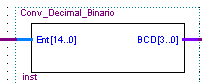 Conv_Decimal_Binario
Ent[14..0] BCD[3..0]
inst